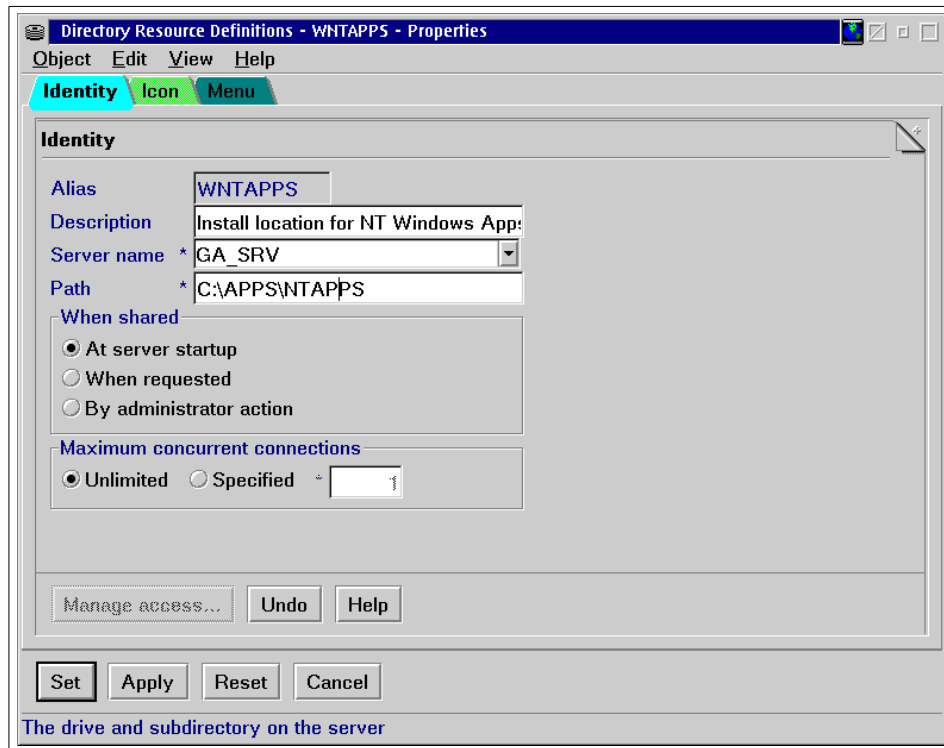 Directory Resource Definitions - WNTAPPS - Properties
Object Edit View Help
Identity Icon Menu
Identity
Alias WNTAPPS
Description Install location for NT Windows Apps
Server name * GA_SRV
Path * C:\APPS\NTAPPS
When shared
At server startup
When requested
By administrator action
Maximum concurrent connections
Unlimited Specified * 1
Manage access... Undo Help
Set Apply Reset Cancel
The drive and subdirectory on the server